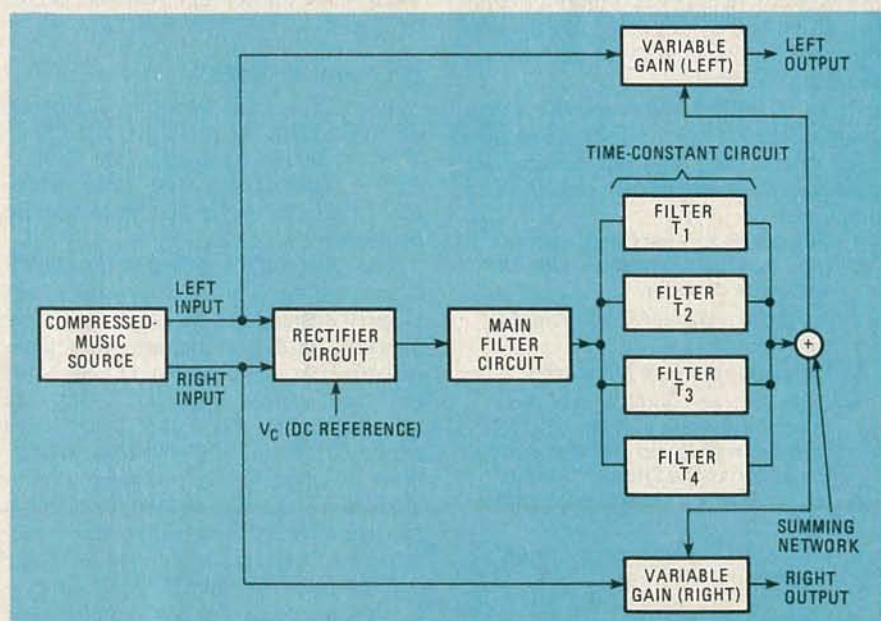 VARIABLE
GAIN (LEFT)
LEFT
OUTPUT
TIME-CONSTANT CIRCUIT
FILTER
T1
LEFT
INPUT
FILTER
T2
COMPRESSED-
MUSIC
SOURCE
RECTIFIER
CIRCUIT
MAIN
FILTER
CIRCUIT
+
RIGHT
INPUT
FILTER
T3
VC (DC REFERENCE)
FILTER
T4
SUMMING
NETWORK
VARIABLE
GAIN (RIGHT)
RIGHT
OUTPUT